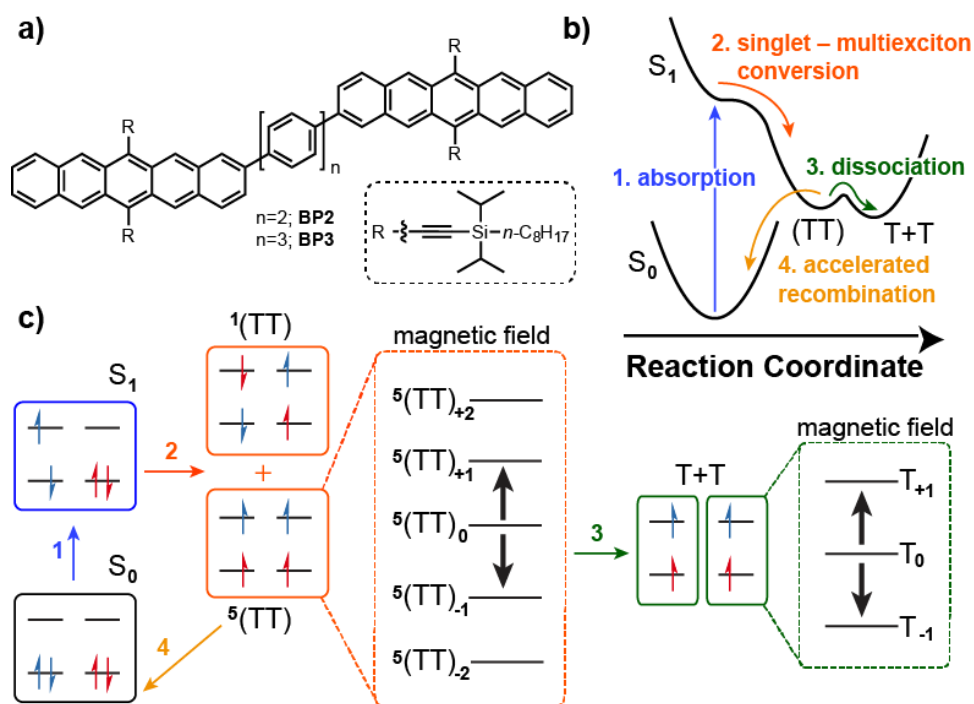 a)
R
R
R
R
n
n=2; BP2
n=3; BP3
R
Si
n-C8H17
b)
S1
2. singlet – multiexciton
conversion
3. dissociation
1. absorption
(TT)
T+T
S0
4. accelerated
recombination
Reaction Coordinate
c)
1(TT)
S1
2
+
1
S0
5(TT)
4
magnetic field
5(TT)+2
5(TT)+1
5(TT)0
5(TT)-1
5(TT)-2
3
T+T
magnetic field
T+1
T0
T-1